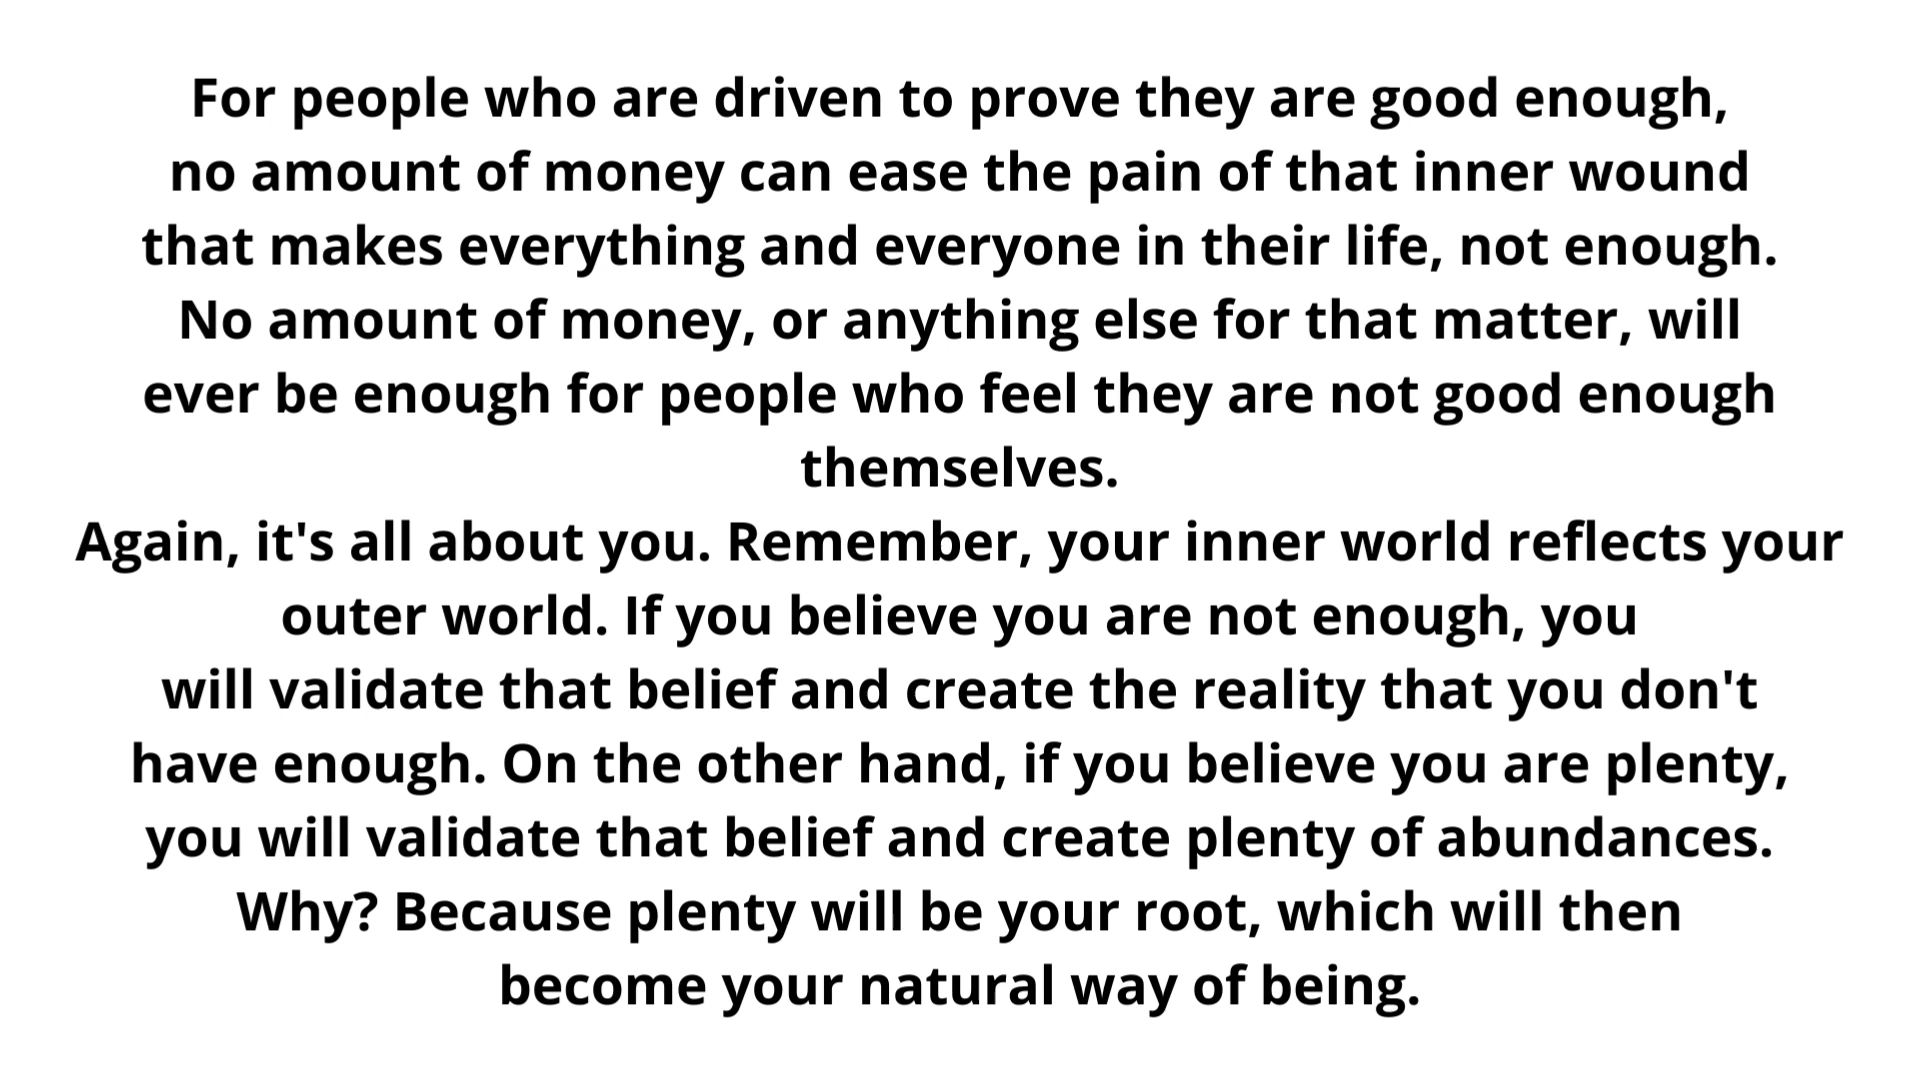 For people who are driven to prove they are good enough,
no amount of money can ease the pain of that inner wound
that makes everything and everyone in their life, not enough.
No amount of money, or anything else for that matter, will
ever be enough for people who feel they are not good enough
themselves.
Again, it's all about you. Remember, your inner world reflects your
outer world. If you believe you are not enough, you
will validate that belief and create the reality that you don't
have enough. On the other hand, if you believe you are plenty,
you will validate that belief and create plenty of abundances.
Why? Because plenty will be your root, which will then
become your natural way of being.